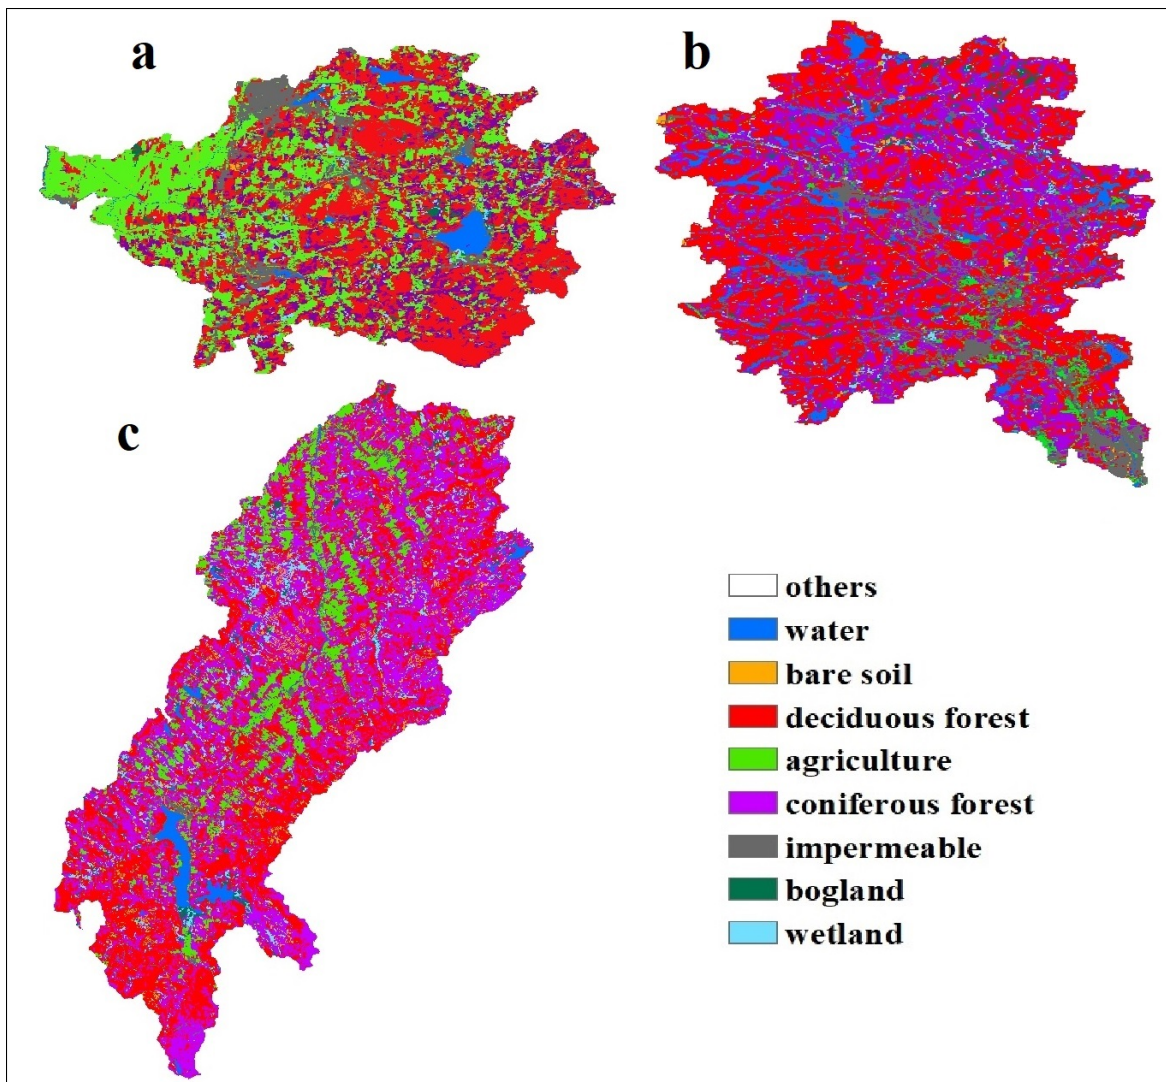 a
b
c
others
water
bare soil
deciduous forest
agriculture
coniferous forest
impermeable
bogland
wetland